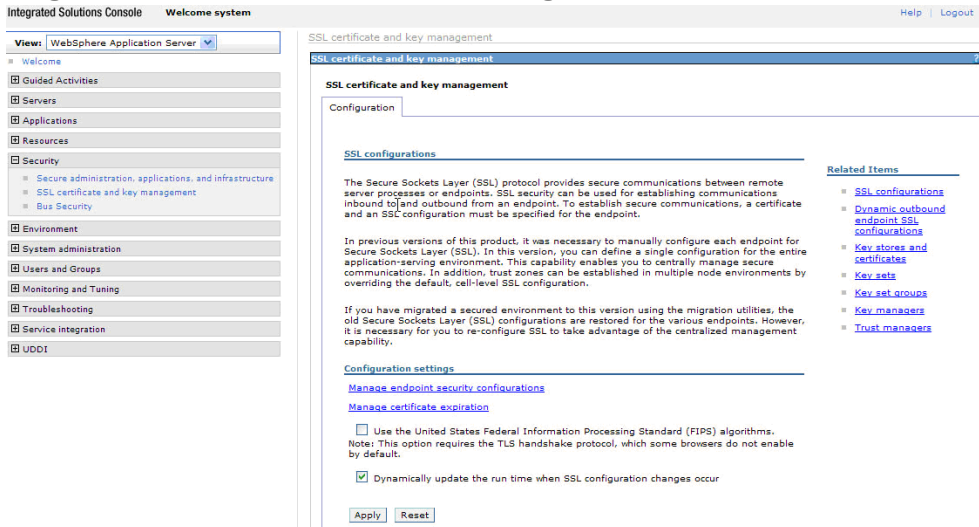 Integrated Solutions Console Welcome system
Help | Logout
View: WebSphere Application Server
Welcome
Guided Activities
Servers
Applications
Resources
Security
Secure administration, applications, and infrastructure
SSL certificate and key management
Bus Security
Environment
System administration
Users and Groups
Monitoring and Tuning
Troubleshooting
Service integration
UDDI
SSL certificate and key management
SSL certificate and key management
?
SSL certificate and key management
Configuration
SSL configurations
The Secure Sockets Layer (SSL) protocol provides secure communications between remote
server processes or endpoints. SSL security can be used for establishing communications
inbound to and outbound from an endpoint. To establish secure communications, a certificate
and an SSL configuration must be specified for the endpoint.
In previous versions of this product, it was necessary to manually configure each endpoint for
Secure Sockets Layer (SSL). In this version, you can define a single configuration for the entire
application-serving environment. This capability enables you to centrally manage secure
communications. In addition, trust zones can be established in multiple node environments by
overriding the default, cell-level SSL configuration.
If you have migrated a secured environment to this version using the migration utilities, the
old Secure Sockets Layer (SSL) configurations are restored for the various endpoints. However,
it is necessary for you to re-configure SSL to take advantage of the centralized management
capability.
Configuration settings
Manage endpoint security configurations
Manage certificate expiration
Use the United States Federal Information Processing Standard (FIPS) algorithms.
Note: This option requires the TLS handshake protocol, which some browsers do not enable
by default.
Dynamically update the run time when SSL configuration changes occur
Apply Reset
Related Items
SSL configurations
Dynamic outbound
endpoint SSL
configurations
Key stores and
certificates
Key sets
Key set groups
Key managers
Trust managers